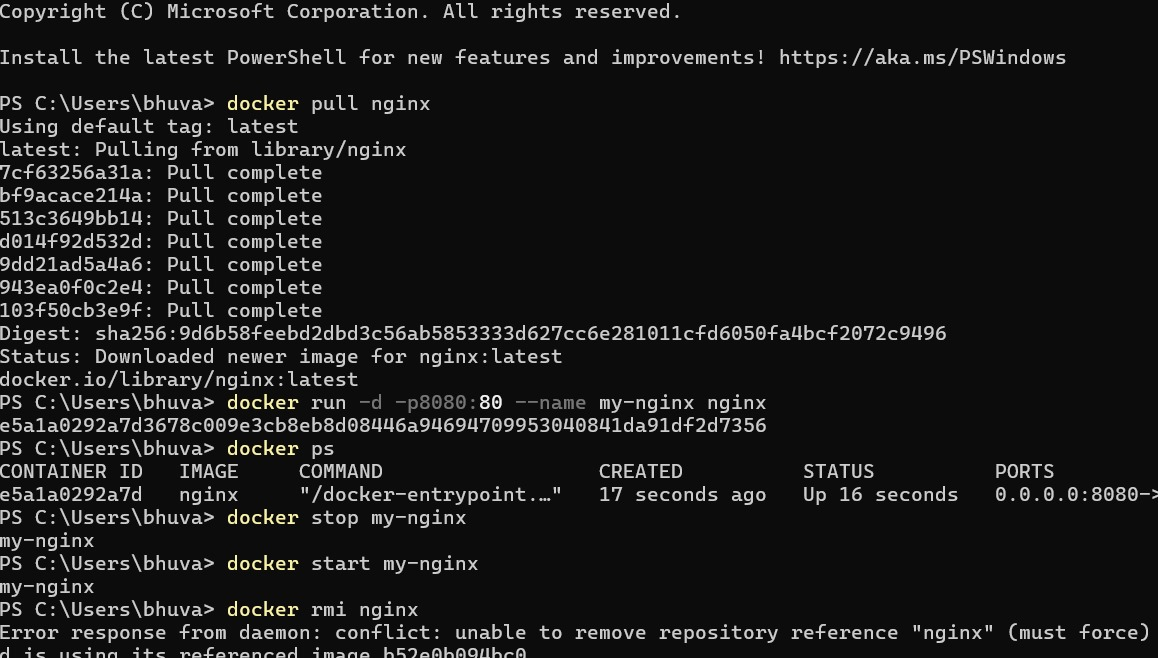 Copyright (C) Microsoft Corporation. All rights reserved.
Install the latest PowerShell for new features and improvements! https://aka.ms/PSWindows
PS C:\Users\bhuva> docker pull nginx
Using default tag: latest
latest: Pulling from library/nginx
7cf63256a31a: Pull complete
bf9acace214a: Pull complete
513c3649bb14: Pull complete
d014f92d532d: Pull complete
9dd21ad5a4a6: Pull complete
943ea0f0c2e4: Pull complete
103f50cb3e9f: Pull complete
Digest: sha256:9d6b58feebd2dbd3c56ab5853333d627cc6e281011cfd6050fa4bcf2072c9496
Status: Downloaded newer image for nginx:latest
docker.io/library/nginx:latest
PS C:\Users\bhuva> docker run -d -p8080:80 --name my-nginx nginx
e5a1a0292a7d3678c009e3cb8eb8d08446a94694709953040841da91df2d7356
PS C:\Users\bhuva> docker ps
CONTAINER ID   IMAGE     COMMAND                  CREATED          STATUS          PORTS
e5a1a0292a7d   nginx     "/docker-entrypoint.…"   17 seconds ago   Up 16 seconds   0.0.0.0:8080->
PS C:\Users\bhuva> docker stop my-nginx
my-nginx
PS C:\Users\bhuva> docker start my-nginx
my-nginx
PS C:\Users\bhuva> docker rmi nginx
Error response from daemon: conflict: unable to remove repository reference "nginx" (must force)
d is using its referenced image b52e0b094bc0